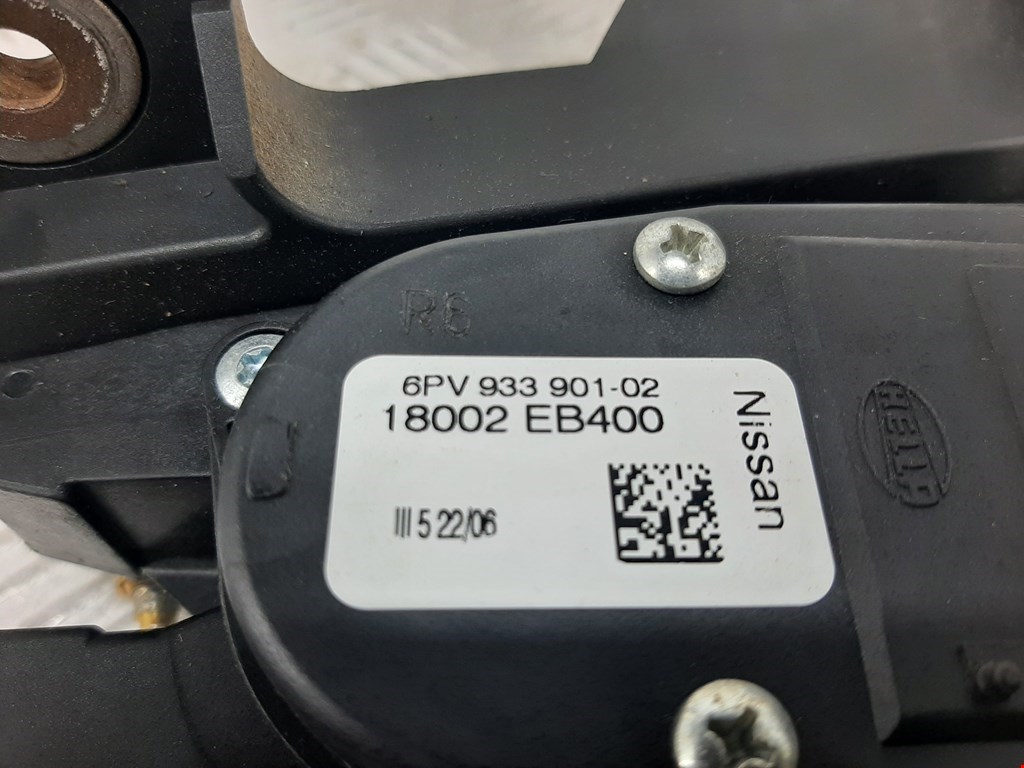 R6
6PV 933 901-02
18002 EB400
III 5 22/06
Nissan
HELLA